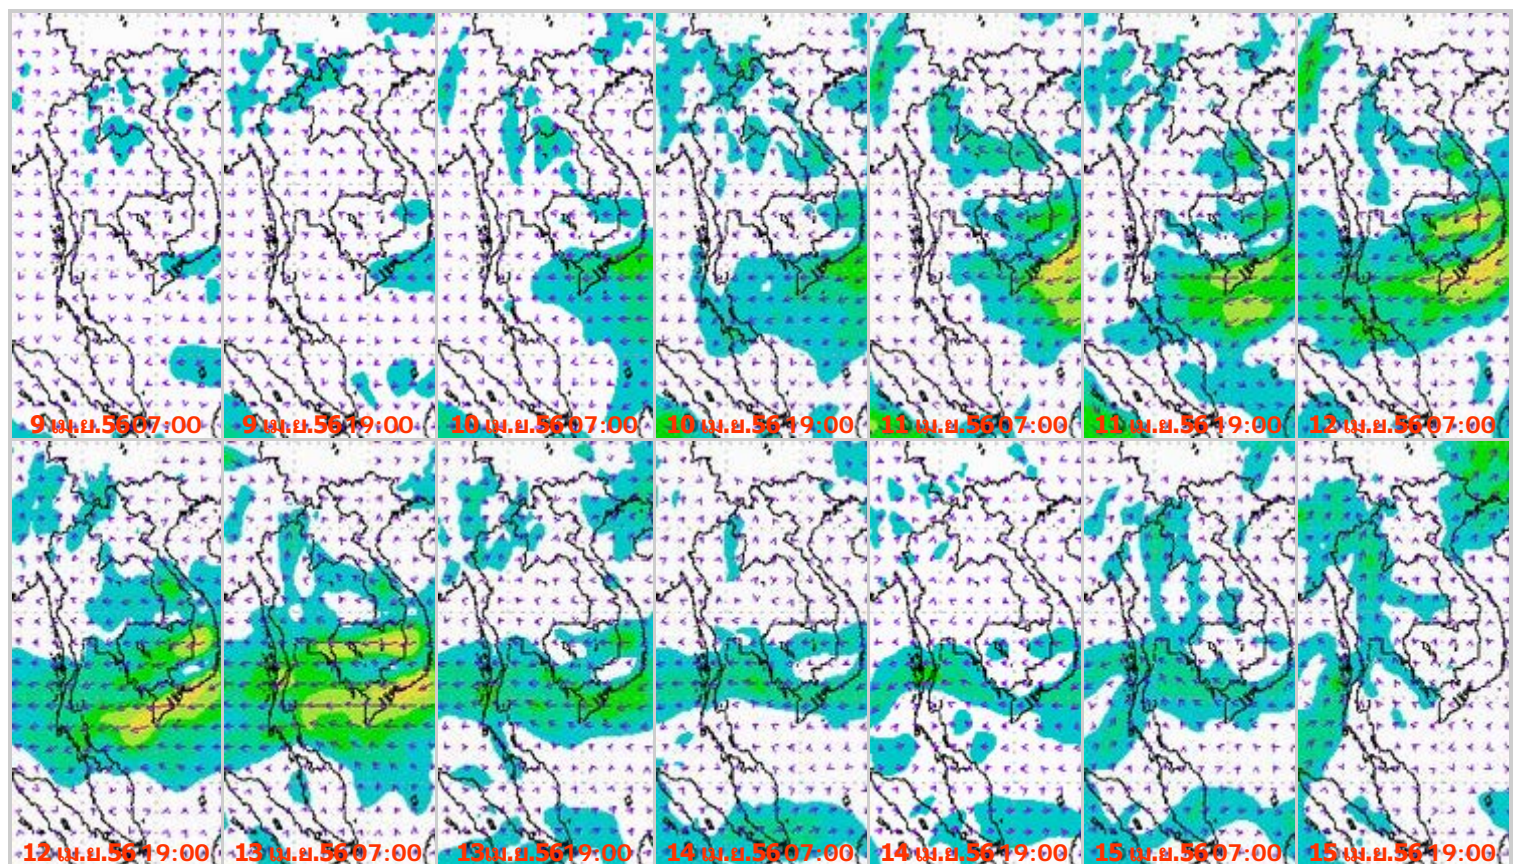 9 เม.ย.56 07:00
9 เม.ย.56 19:00
10 เม.ย.56 07:00
10 เม.ย.56 19:00
11 เม.ย.56 07:00
11 เม.ย.56 19:00
12 เม.ย.56 07:00
12 เม.ย.56 19:00
13 เม.ย.56 07:00
13 เม.ย.56 19:00
14 เม.ย.56 07:00
14 เม.ย.56 19:00
15 เม.ย.56 07:00
15 เม.ย.56 19:00